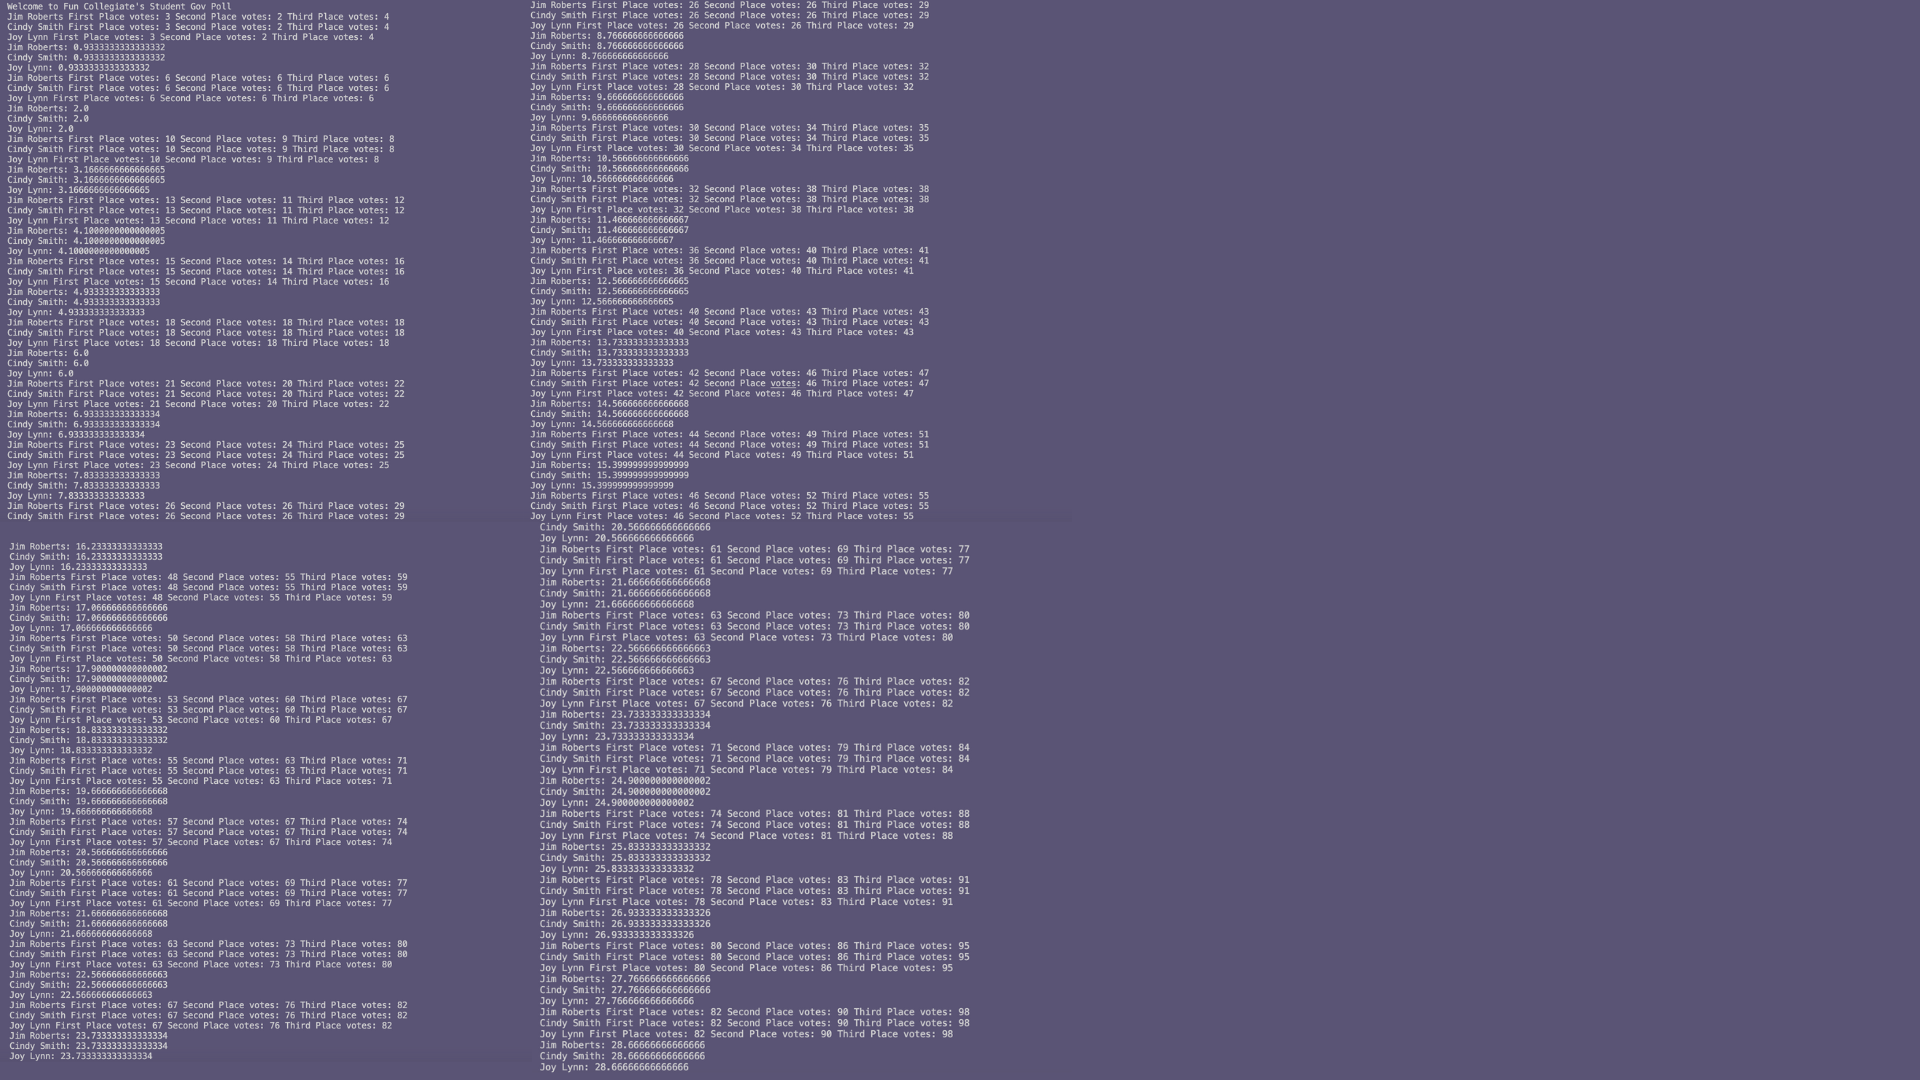 Welcome to Fun Collegiate's Student Gov Poll
Jim Roberts First Place votes: 3 Second Place votes: 2 Third Place votes: 4
Cindy Smith First Place votes: 3 Second Place votes: 2 Third Place votes: 4
Joy Lynn First Place votes: 3 Second Place votes: 2 Third Place votes: 4
Jim Roberts: 0.9333333333333332
Cindy Smith: 0.9333333333333332
Joy Lynn: 0.9333333333333332
Jim Roberts First Place votes: 6 Second Place votes: 6 Third Place votes: 6
Cindy Smith First Place votes: 6 Second Place votes: 6 Third Place votes: 6
Joy Lynn First Place votes: 6 Second Place votes: 6 Third Place votes: 6
Jim Roberts: 2.0
Cindy Smith: 2.0
Joy Lynn: 2.0
Jim Roberts First Place votes: 10 Second Place votes: 9 Third Place votes: 8
Cindy Smith First Place votes: 10 Second Place votes: 9 Third Place votes: 8
Joy Lynn First Place votes: 10 Second Place votes: 9 Third Place votes: 8
Jim Roberts: 3.1666666666666665
Cindy Smith: 3.1666666666666665
Joy Lynn: 3.1666666666666665
Jim Roberts First Place votes: 13 Second Place votes: 11 Third Place votes: 12
Cindy Smith First Place votes: 13 Second Place votes: 11 Third Place votes: 12
Joy Lynn First Place votes: 13 Second Place votes: 11 Third Place votes: 12
Jim Roberts: 4.1000000000000005
Cindy Smith: 4.1000000000000005
Joy Lynn: 4.1000000000000005
Jim Roberts First Place votes: 15 Second Place votes: 14 Third Place votes: 16
Cindy Smith First Place votes: 15 Second Place votes: 14 Third Place votes: 16
Joy Lynn First Place votes: 15 Second Place votes: 14 Third Place votes: 16
Jim Roberts: 4.933333333333333
Cindy Smith: 4.933333333333333
Joy Lynn: 4.933333333333333
Jim Roberts First Place votes: 18 Second Place votes: 18 Third Place votes: 18
Cindy Smith First Place votes: 18 Second Place votes: 18 Third Place votes: 18
Joy Lynn First Place votes: 18 Second Place votes: 18 Third Place votes: 18
Jim Roberts: 6.0
Cindy Smith: 6.0
Joy Lynn: 6.0
Jim Roberts First Place votes: 21 Second Place votes: 20 Third Place votes: 22
Cindy Smith First Place votes: 21 Second Place votes: 20 Third Place votes: 22
Joy Lynn First Place votes: 21 Second Place votes: 20 Third Place votes: 22
Jim Roberts: 6.933333333333334
Cindy Smith: 6.933333333333334
Joy Lynn: 6.933333333333334
Jim Roberts First Place votes: 23 Second Place votes: 24 Third Place votes: 25
Cindy Smith First Place votes: 23 Second Place votes: 24 Third Place votes: 25
Joy Lynn First Place votes: 23 Second Place votes: 24 Third Place votes: 25
Jim Roberts: 7.833333333333333
Cindy Smith: 7.833333333333333
Joy Lynn: 7.833333333333333
Jim Roberts First Place votes: 26 Second Place votes: 26 Third Place votes: 29
Cindy Smith First Place votes: 26 Second Place votes: 26 Third Place votes: 29
Jim Roberts First Place votes: 26 Second Place votes: 26 Third Place votes: 29
Cindy Smith First Place votes: 26 Second Place votes: 26 Third Place votes: 29
Joy Lynn First Place votes: 26 Second Place votes: 26 Third Place votes: 29
Jim Roberts: 8.766666666666666
Cindy Smith: 8.766666666666666
Joy Lynn: 8.766666666666666
Jim Roberts First Place votes: 28 Second Place votes: 30 Third Place votes: 32
Cindy Smith First Place votes: 28 Second Place votes: 30 Third Place votes: 32
Joy Lynn First Place votes: 28 Second Place votes: 30 Third Place votes: 32
Jim Roberts: 9.666666666666666
Cindy Smith: 9.666666666666666
Joy Lynn: 9.666666666666666
Jim Roberts First Place votes: 30 Second Place votes: 34 Third Place votes: 35
Cindy Smith First Place votes: 30 Second Place votes: 34 Third Place votes: 35
Joy Lynn First Place votes: 30 Second Place votes: 34 Third Place votes: 35
Jim Roberts: 10.566666666666666
Cindy Smith: 10.566666666666666
Joy Lynn: 10.566666666666666
Jim Roberts First Place votes: 32 Second Place votes: 38 Third Place votes: 38
Cindy Smith First Place votes: 32 Second Place votes: 38 Third Place votes: 38
Joy Lynn First Place votes: 32 Second Place votes: 38 Third Place votes: 38
Jim Roberts: 11.466666666666667
Cindy Smith: 11.466666666666667
Joy Lynn: 11.466666666666667
Jim Roberts First Place votes: 36 Second Place votes: 40 Third Place votes: 41
Cindy Smith First Place votes: 36 Second Place votes: 40 Third Place votes: 41
Joy Lynn First Place votes: 36 Second Place votes: 40 Third Place votes: 41
Jim Roberts: 12.566666666666665
Cindy Smith: 12.566666666666665
Joy Lynn: 12.566666666666665
Jim Roberts First Place votes: 40 Second Place votes: 43 Third Place votes: 43
Cindy Smith First Place votes: 40 Second Place votes: 43 Third Place votes: 43
Joy Lynn First Place votes: 40 Second Place votes: 43 Third Place votes: 43
Jim Roberts: 13.733333333333333
Cindy Smith: 13.733333333333333
Joy Lynn: 13.733333333333333
Jim Roberts First Place votes: 42 Second Place votes: 46 Third Place votes: 47
Cindy Smith First Place votes: 42 Second Place votes: 46 Third Place votes: 47
Joy Lynn First Place votes: 42 Second Place votes: 46 Third Place votes: 47
Jim Roberts: 14.566666666666668
Cindy Smith: 14.566666666666668
Joy Lynn: 14.566666666666668
Jim Roberts First Place votes: 44 Second Place votes: 49 Third Place votes: 51
Cindy Smith First Place votes: 44 Second Place votes: 49 Third Place votes: 51
Joy Lynn First Place votes: 44 Second Place votes: 49 Third Place votes: 51
Jim Roberts: 15.399999999999999
Cindy Smith: 15.399999999999999
Joy Lynn: 15.399999999999999
Jim Roberts First Place votes: 46 Second Place votes: 52 Third Place votes: 55
Cindy Smith First Place votes: 46 Second Place votes: 52 Third Place votes: 55
Joy Lynn First Place votes: 46 Second Place votes: 52 Third Place votes: 55
Jim Roberts: 16.23333333333333
Cindy Smith: 16.23333333333333
Joy Lynn: 16.23333333333333
Jim Roberts First Place votes: 48 Second Place votes: 55 Third Place votes: 59
Cindy Smith First Place votes: 48 Second Place votes: 55 Third Place votes: 59
Joy Lynn First Place votes: 48 Second Place votes: 55 Third Place votes: 59
Jim Roberts: 17.066666666666666
Cindy Smith: 17.066666666666666
Joy Lynn: 17.066666666666666
Jim Roberts First Place votes: 50 Second Place votes: 58 Third Place votes: 63
Cindy Smith First Place votes: 50 Second Place votes: 58 Third Place votes: 63
Joy Lynn First Place votes: 50 Second Place votes: 58 Third Place votes: 63
Jim Roberts: 17.900000000000002
Cindy Smith: 17.900000000000002
Joy Lynn: 17.900000000000002
Jim Roberts First Place votes: 53 Second Place votes: 60 Third Place votes: 67
Cindy Smith First Place votes: 53 Second Place votes: 60 Third Place votes: 67
Joy Lynn First Place votes: 53 Second Place votes: 60 Third Place votes: 67
Jim Roberts: 18.833333333333332
Cindy Smith: 18.833333333333332
Joy Lynn: 18.833333333333332
Jim Roberts First Place votes: 55 Second Place votes: 63 Third Place votes: 71
Cindy Smith First Place votes: 55 Second Place votes: 63 Third Place votes: 71
Joy Lynn First Place votes: 55 Second Place votes: 63 Third Place votes: 71
Jim Roberts: 19.666666666666668
Cindy Smith: 19.666666666666668
Joy Lynn: 19.666666666666668
Jim Roberts First Place votes: 57 Second Place votes: 67 Third Place votes: 74
Cindy Smith First Place votes: 57 Second Place votes: 67 Third Place votes: 74
Joy Lynn First Place votes: 57 Second Place votes: 67 Third Place votes: 74
Jim Roberts: 20.566666666666666
Cindy Smith: 20.566666666666666
Joy Lynn: 20.566666666666666
Jim Roberts First Place votes: 61 Second Place votes: 69 Third Place votes: 77
Cindy Smith First Place votes: 61 Second Place votes: 69 Third Place votes: 77
Joy Lynn First Place votes: 61 Second Place votes: 69 Third Place votes: 77
Jim Roberts: 21.666666666666668
Cindy Smith: 21.666666666666668
Joy Lynn: 21.666666666666668
Jim Roberts First Place votes: 63 Second Place votes: 73 Third Place votes: 80
Cindy Smith First Place votes: 63 Second Place votes: 73 Third Place votes: 80
Joy Lynn First Place votes: 63 Second Place votes: 73 Third Place votes: 80
Jim Roberts: 22.566666666666663
Cindy Smith: 22.566666666666663
Joy Lynn: 22.566666666666663
Jim Roberts First Place votes: 67 Second Place votes: 76 Third Place votes: 82
Cindy Smith First Place votes: 67 Second Place votes: 76 Third Place votes: 82
Joy Lynn First Place votes: 67 Second Place votes: 76 Third Place votes: 82
Jim Roberts: 23.733333333333334
Cindy Smith: 23.733333333333334
Joy Lynn: 23.733333333333334
Cindy Smith: 20.566666666666666
Joy Lynn: 20.566666666666666
Jim Roberts First Place votes: 61 Second Place votes: 69 Third Place votes: 77
Cindy Smith First Place votes: 61 Second Place votes: 69 Third Place votes: 77
Joy Lynn First Place votes: 61 Second Place votes: 69 Third Place votes: 77
Jim Roberts: 21.666666666666668
Cindy Smith: 21.666666666666668
Joy Lynn: 21.666666666666668
Jim Roberts First Place votes: 63 Second Place votes: 73 Third Place votes: 80
Cindy Smith First Place votes: 63 Second Place votes: 73 Third Place votes: 80
Joy Lynn First Place votes: 63 Second Place votes: 73 Third Place votes: 80
Jim Roberts: 22.566666666666663
Cindy Smith: 22.566666666666663
Joy Lynn: 22.566666666666663
Jim Roberts First Place votes: 67 Second Place votes: 76 Third Place votes: 82
Cindy Smith First Place votes: 67 Second Place votes: 76 Third Place votes: 82
Joy Lynn First Place votes: 67 Second Place votes: 76 Third Place votes: 82
Jim Roberts: 23.733333333333334
Cindy Smith: 23.733333333333334
Joy Lynn: 23.733333333333334
Jim Roberts First Place votes: 71 Second Place votes: 79 Third Place votes: 84
Cindy Smith First Place votes: 71 Second Place votes: 79 Third Place votes: 84
Joy Lynn First Place votes: 71 Second Place votes: 79 Third Place votes: 84
Jim Roberts: 24.900000000000002
Cindy Smith: 24.900000000000002
Joy Lynn: 24.900000000000002
Jim Roberts First Place votes: 74 Second Place votes: 81 Third Place votes: 88
Cindy Smith First Place votes: 74 Second Place votes: 81 Third Place votes: 88
Joy Lynn First Place votes: 74 Second Place votes: 81 Third Place votes: 88
Jim Roberts: 25.833333333333332
Cindy Smith: 25.833333333333332
Joy Lynn: 25.833333333333332
Jim Roberts First Place votes: 78 Second Place votes: 83 Third Place votes: 91
Cindy Smith First Place votes: 78 Second Place votes: 83 Third Place votes: 91
Joy Lynn First Place votes: 78 Second Place votes: 83 Third Place votes: 91
Jim Roberts: 26.933333333333326
Cindy Smith: 26.933333333333326
Joy Lynn: 26.933333333333326
Jim Roberts First Place votes: 80 Second Place votes: 86 Third Place votes: 95
Cindy Smith First Place votes: 80 Second Place votes: 86 Third Place votes: 95
Joy Lynn First Place votes: 80 Second Place votes: 86 Third Place votes: 95
Jim Roberts: 27.766666666666666
Cindy Smith: 27.766666666666666
Joy Lynn: 27.766666666666666
Jim Roberts First Place votes: 82 Second Place votes: 90 Third Place votes: 98
Cindy Smith First Place votes: 82 Second Place votes: 90 Third Place votes: 98
Joy Lynn First Place votes: 82 Second Place votes: 90 Third Place votes: 98
Jim Roberts: 28.66666666666666
Cindy Smith: 28.66666666666666
Joy Lynn: 28.66666666666666